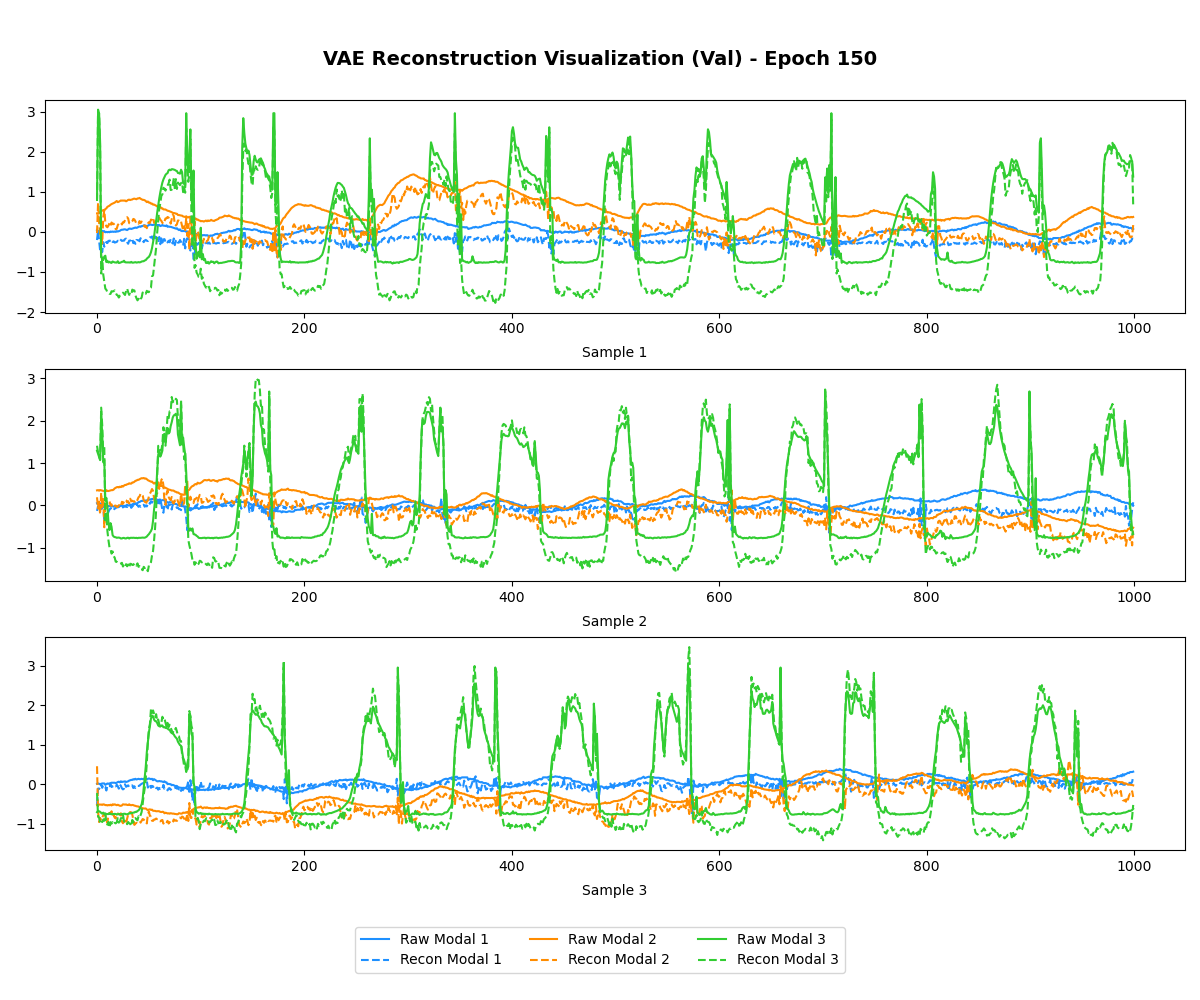 VAE Reconstruction Visualization (Val) - Epoch 150
3
2
1
0
−1
−2
0 200 400 600 800 1000
Sample 1
3
2
1
0
−1
0 200 400 600 800 1000
Sample 2
3
2
1
0
−1
0 200 400 600 800 1000
Sample 3
Raw Modal 1 Raw Modal 2 Raw Modal 3
Recon Modal 1 Recon Modal 2 Recon Modal 3